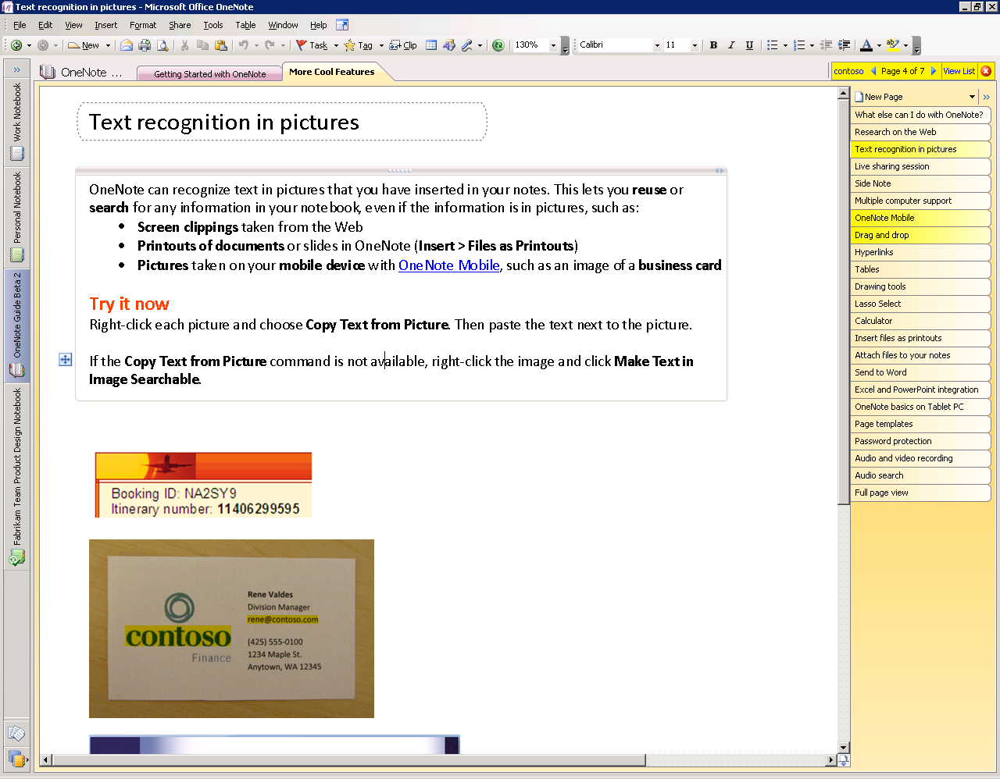 Text recognition in pictures - Microsoft Office OneNote
File Edit View Insert Format Share Tools Table Window Help
New Task Tag Clip 130% Calibri 11 B I U A ab
OneNote ... Getting Started with OneNote More Cool Features
contoso Page 4 of 7 View List
Work Notebook
Personal Notebook
OneNote Guide Beta 2
Fabrikam Team Product Design Notebook
Text recognition in pictures
OneNote can recognize text in pictures that you have inserted in your notes. This lets you reuse or
search for any information in your notebook, even if the information is in pictures, such as:
• Screen clippings taken from the Web
• Printouts of documents or slides in OneNote (Insert > Files as Printouts)
• Pictures taken on your mobile device with OneNote Mobile, such as an image of a business card
Try it now
Right-click each picture and choose Copy Text from Picture. Then paste the text next to the picture.
If the Copy Text from Picture command is not available, right-click the image and click Make Text in
Image Searchable.
Booking ID: NA2SY9
Itinerary number: 11406299595
contoso
Finance
Rene Valdes
Division Manager
rene@contoso.com
(425) 555-0100
1234 Maple St.
Anytown, WA 12345
New Page
What else can I do with OneNote?
Research on the Web
Text recognition in pictures
Live sharing session
Side Note
Multiple computer support
OneNote Mobile
Drag and drop
Hyperlinks
Tables
Drawing tools
Lasso Select
Calculator
Insert files as printouts
Attach files to your notes
Send to Word
Excel and PowerPoint integration
OneNote basics on Tablet PC
Page templates
Password protection
Audio and video recording
Audio search
Full page view